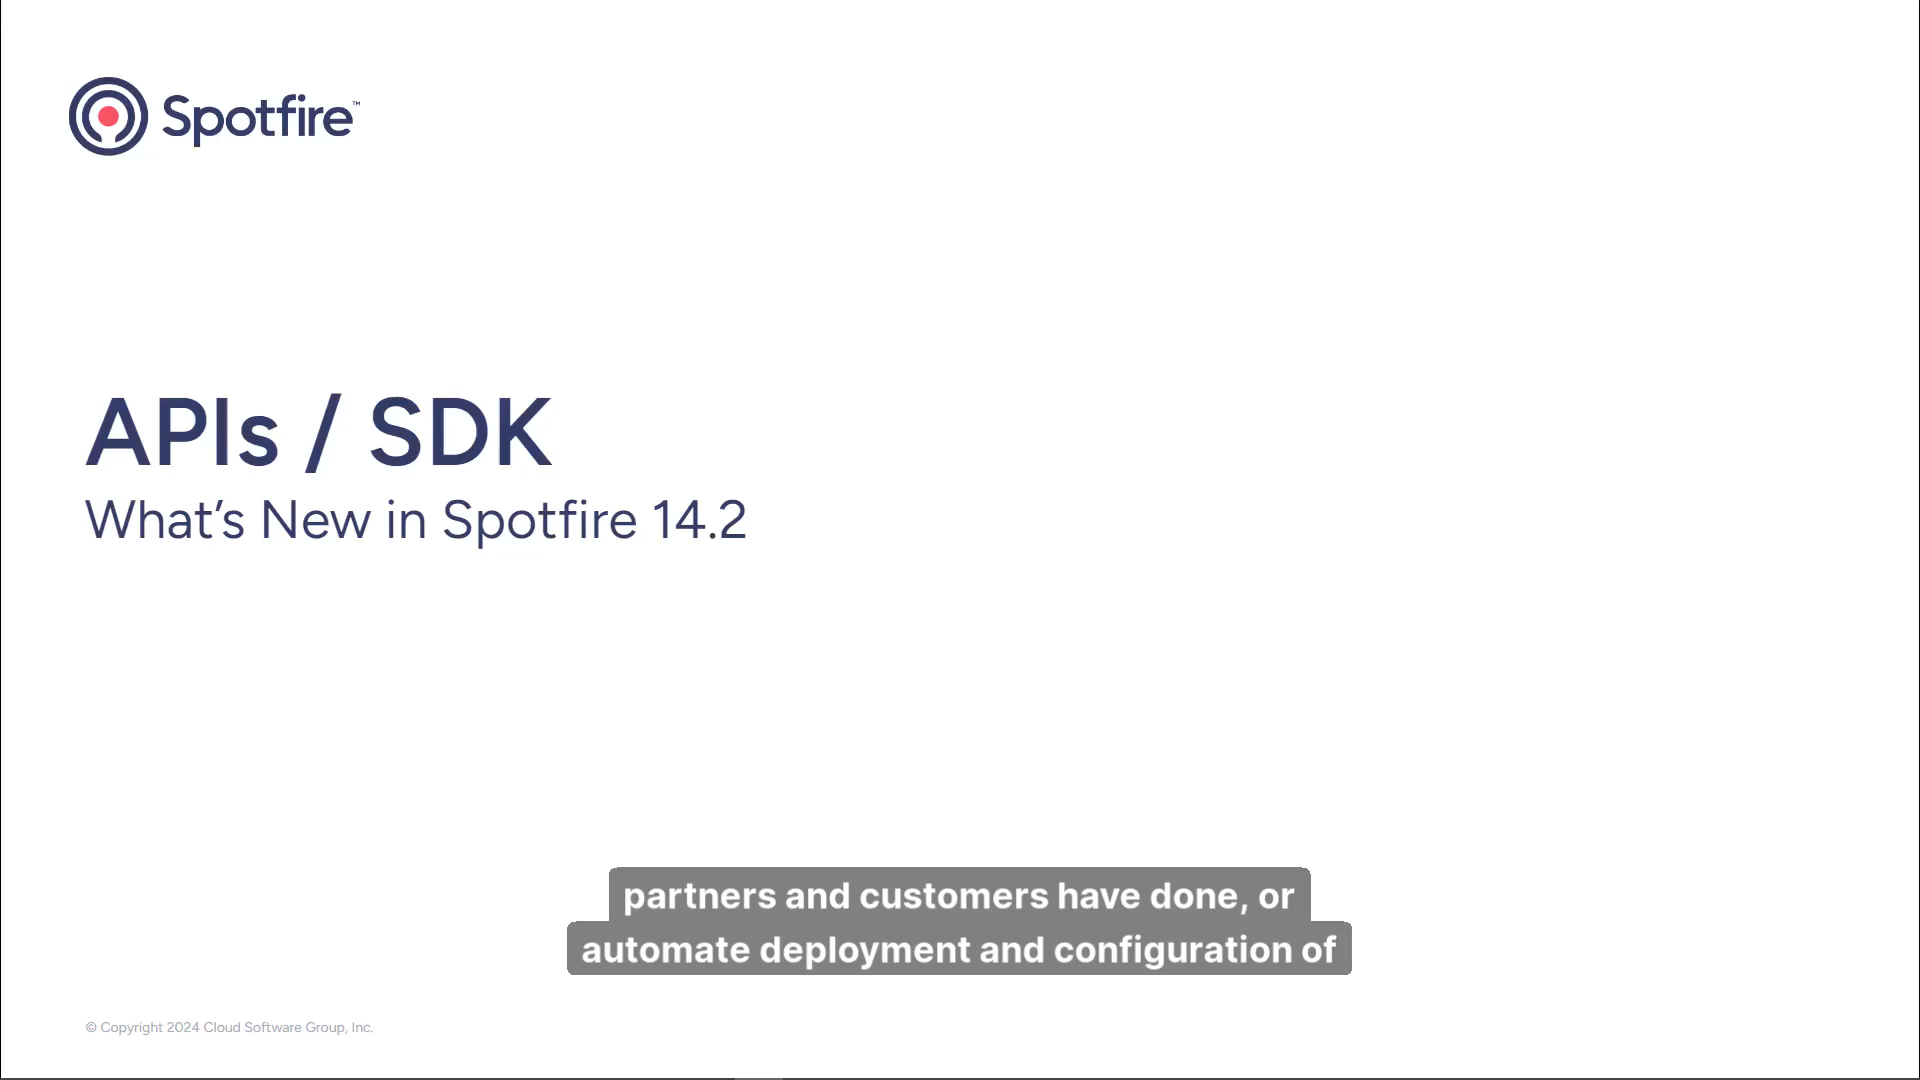 Spotfire™
APIs / SDK
What’s New in Spotfire 14.2
partners and customers have done, or
automate deployment and configuration of
© Copyright 2024 Cloud Software Group, Inc.